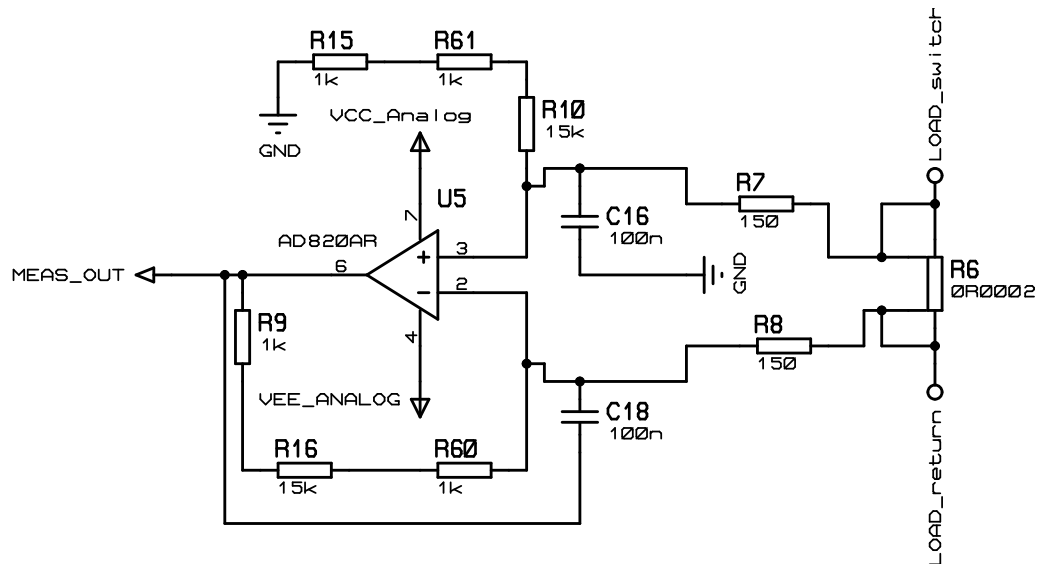 LOAD_switch
R15
R61
1k
1k
R10
15k
VCC_Analog
GND
R7
150
U5
7
C16
100n
AD820AR
3
+
6
MEAS_OUT
GND
R6
0R0002
2
-
R9
1k
4
R8
150
VEE_ANALOG
C18
100n
R16
R60
15k
1k
LOAD_return